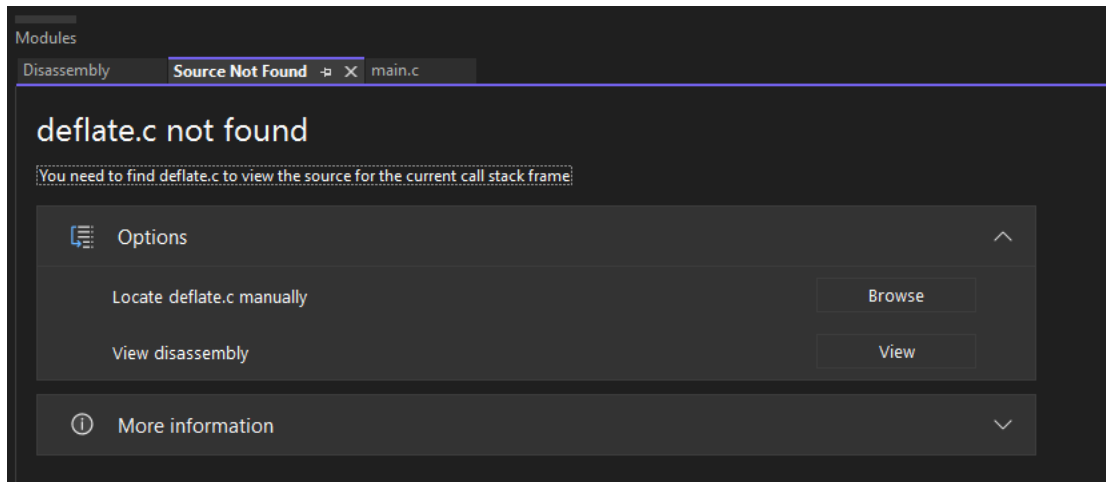 Modules
Disassembly Source Not Found main.c
deflate.c not found
You need to find deflate.c to view the source for the current call stack frame
Options
Locate deflate.c manually Browse
View disassembly View
More information